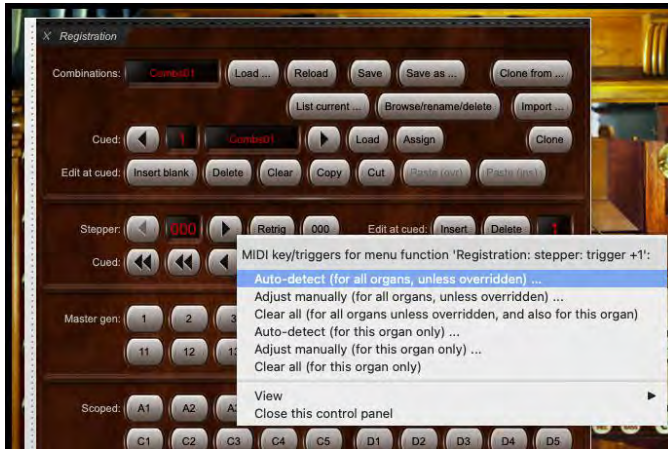 X Registration
Combinations: Combs01 Load ... Reload Save Save as ... Clone from ...
List current ... Browse/rename/delete Import ...
Cued: 1 Combs01 Load Assign Clone
Edit at cued: Insert blank Delete Clear Copy Cut Paste (ovr) Paste (ins)
Stepper: 000 Retrig 000 Edit at cued: Insert Delete
Cued:
MIDI key/triggers for menu function 'Registration: stepper: trigger +1':
Auto-detect (for all organs, unless overridden) ...
Adjust manually (for all organs, unless overridden) ...
Clear all (for all organs unless overridden, and also for this organ)
Auto-detect (for this organ only) ...
Adjust manually (for this organ only) ...
Clear all (for this organ only)
View
Close this control panel
Master gen: 1 2 3
11 12
Scoped: A1 A2
C1 C2 C3 C4 C5 D1 D2 D3 D4 D5